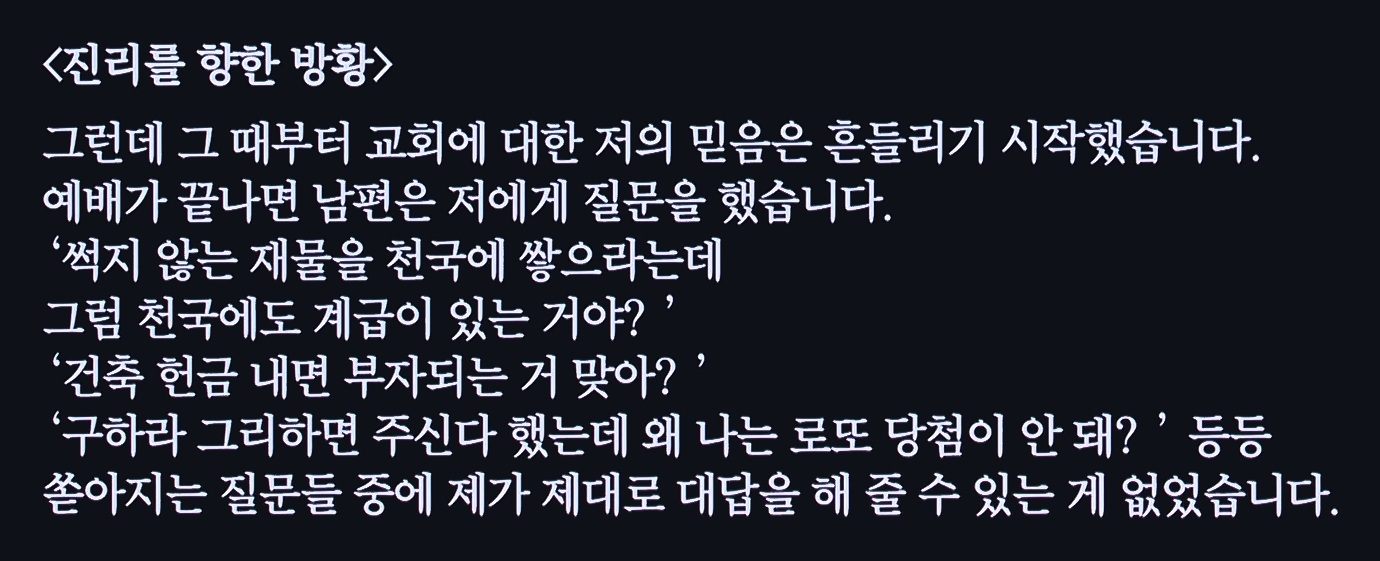 <진리를 향한 방황>
그런데 그 때부터 교회에 대한 저의 믿음은 흔들리기 시작했습니다.
예배가 끝나면 남편은 저에게 질문을 했습니다.
‘썩지 않는 재물을 천국에 쌓으라는데
그럼 천국에도 계급이 있는 거야? ’
‘건축 헌금 내면 부자되는 거 맞아? ’
‘구하라 그리하면 주신다 했는데 왜 나는 로또 당첨이 안 돼? ’ 등등
쏟아지는 질문들 중에 제가 제대로 대답을 해 줄 수 있는 게 없었습니다.